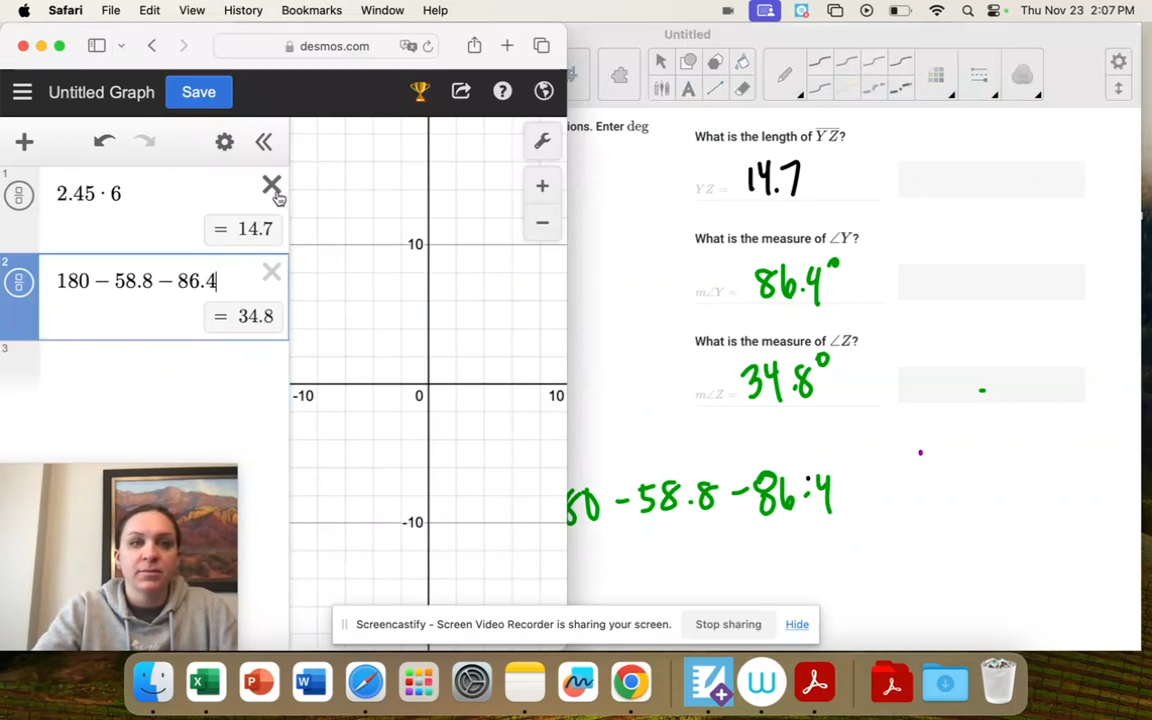 Safari File Edit View History Bookmarks Window Help Thu Nov 23 2:07 PM
Untitled
desmos.com
Untitled Graph Save
ions. Enter deg
What is the length of YZ?
YZ = 14.7
1
2.45 · 6
= 14.7
What is the measure of ∠Y?
m∠Y = 86.4°
2
180 − 58.8 − 86.4
= 34.8
3
What is the measure of ∠Z?
m∠Z = 34.8°
10
-10 0 10
-10
80 - 58.8 - 86.4
Screencastify - Screen Video Recorder is sharing your screen. Stop sharing Hide